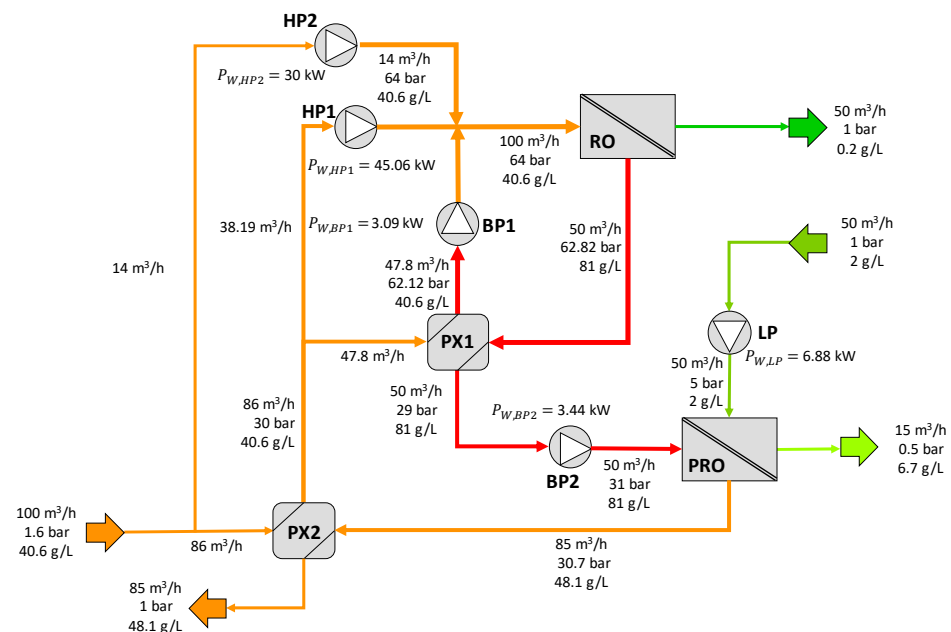 HP2
14 m³/h
64 bar
40.6 g/L
P_W,HP2 = 30 kW
HP1
100 m³/h
64 bar
40.6 g/L
RO
50 m³/h
1 bar
0.2 g/L
P_W,HP1 = 45.06 kW
38.19 m³/h
P_W,BP1 = 3.09 kW
BP1
50 m³/h
62.82 bar
81 g/L
50 m³/h
1 bar
2 g/L
14 m³/h
47.8 m³/h
62.12 bar
40.6 g/L
PX1
47.8 m³/h
LP
P_W,LP = 6.88 kW
50 m³/h
5 bar
2 g/L
50 m³/h
29 bar
81 g/L
86 m³/h
30 bar
40.6 g/L
P_W,BP2 = 3.44 kW
BP2
50 m³/h
31 bar
81 g/L
PRO
15 m³/h
0.5 bar
6.7 g/L
100 m³/h
1.6 bar
40.6 g/L
86 m³/h
PX2
85 m³/h
30.7 bar
48.1 g/L
85 m³/h
1 bar
48.1 g/L